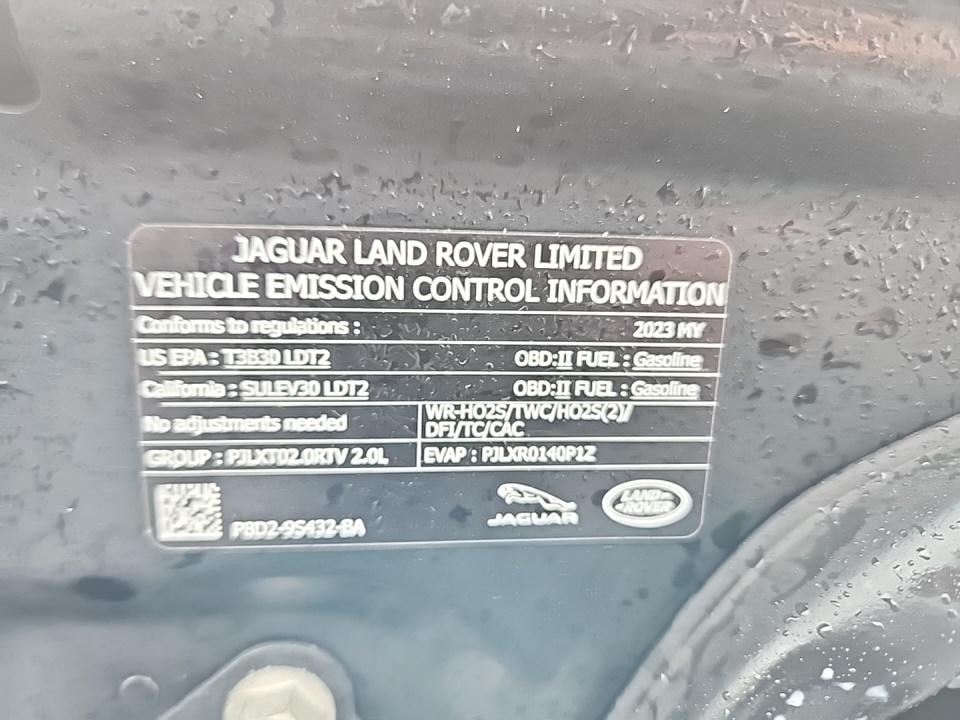 JAGUAR LAND ROVER LIMITED
VEHICLE EMISSION CONTROL INFORMATION
Conforms to regulations : 2023 MY
US EPA : T3B30 LDT2 OBD:II FUEL : Gasoline
California : SULEV30 LDT2 OBD:II FUEL : Gasoline
No adjustments needed
WR-HO2S/TWC/HO2S(2)/
DFI/TC/CAC
GROUP : PJLXT02.0RTV 2.0L EVAP : PJLXR0140P1Z
P8D2-9S432-BA
JAGUAR
LAND-
-ROVER